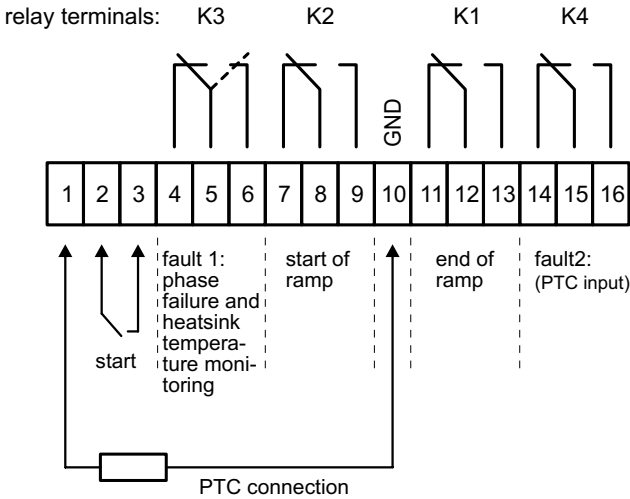 relay terminals: K3 K2 K1 K4
GND
1 2 3 4 5 6 7 8 9 10 11 12 13 14 15 16
start
fault 1:
phase
failure and
heatsink
tempera-
ture moni-
toring
start of
ramp
end of
ramp
fault2:
(PTC input)
PTC connection